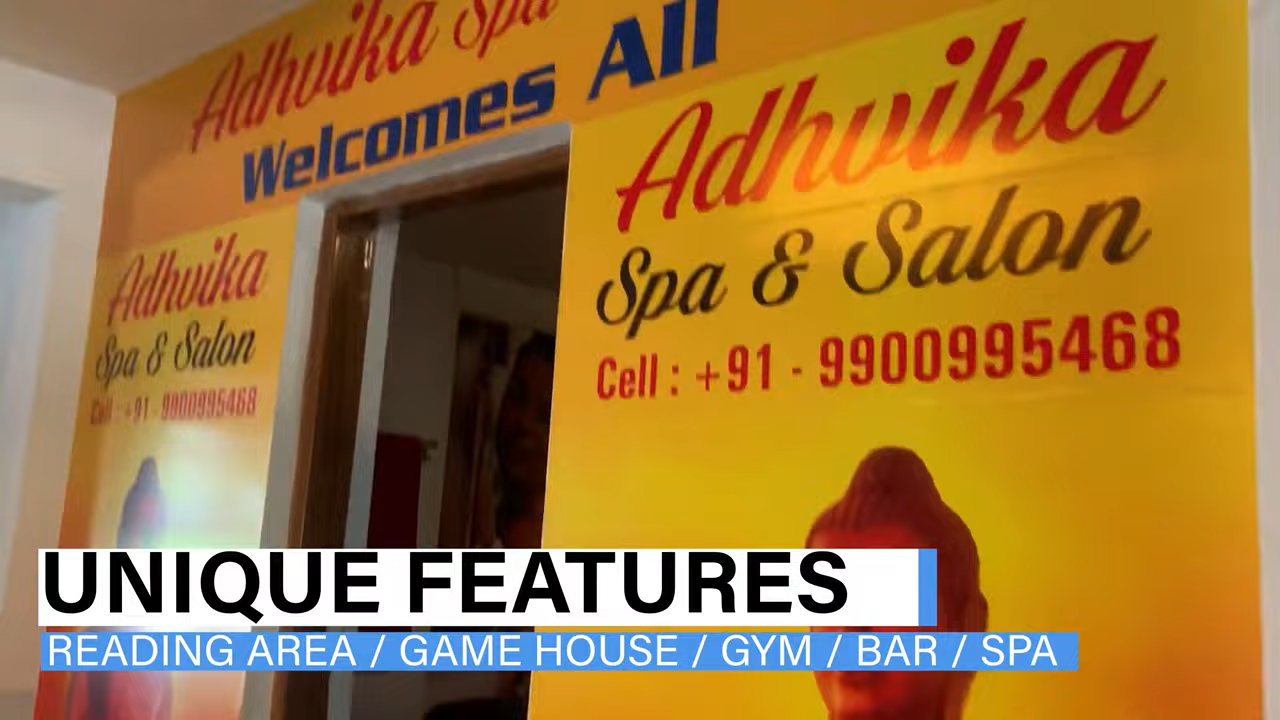 Adhvika Spa
Welcomes All
Adhvika
Spa & Salon
Cell : +91 - 9900995468
Adhvika
Spa & Salon
Cell : +91 - 9900995468
UNIQUE FEATURES
READING AREA / GAME HOUSE / GYM / BAR / SPA